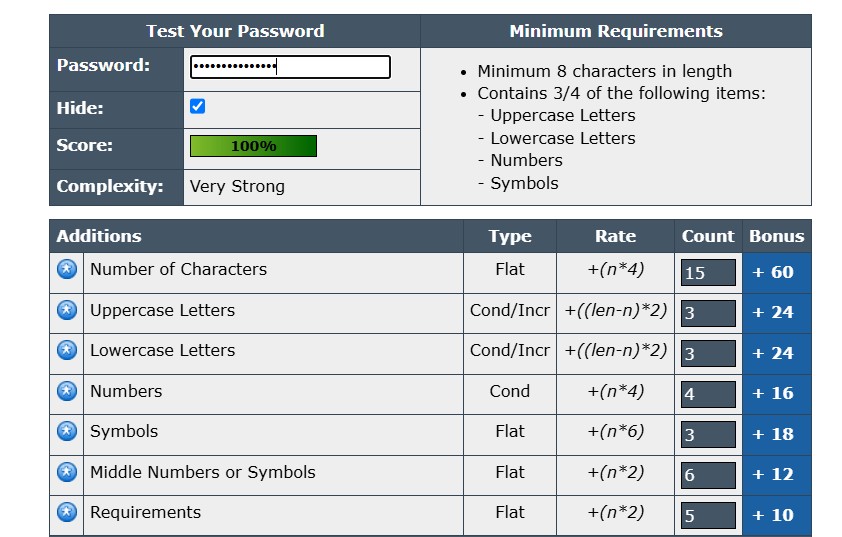 Test Your Password
Minimum Requirements
Password: •••••••••••••••
Hide:
Score: 100%
Complexity: Very Strong
• Minimum 8 characters in length
• Contains 3/4 of the following items:
- Uppercase Letters
- Lowercase Letters
- Numbers
- Symbols
Additions Type Rate Count Bonus
Number of Characters Flat +(n*4) 15 + 60
Uppercase Letters Cond/Incr +((len-n)*2) 3 + 24
Lowercase Letters Cond/Incr +((len-n)*2) 3 + 24
Numbers Cond +(n*4) 4 + 16
Symbols Flat +(n*6) 3 + 18
Middle Numbers or Symbols Flat +(n*2) 6 + 12
Requirements Flat +(n*2) 5 + 10